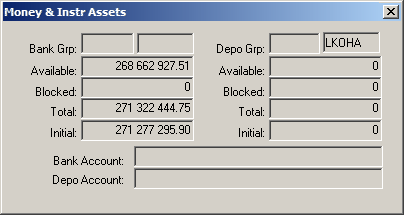 Money & Instr Assets
Bank Grp: Depo Grp: LKOHA
Available: 268 662 927.51 Available: 0
Blocked: 0 Blocked: 0
Total: 271 322 444.75 Total: 0
Initial: 271 277 295.90 Initial: 0
Bank Account:
Depo Account: